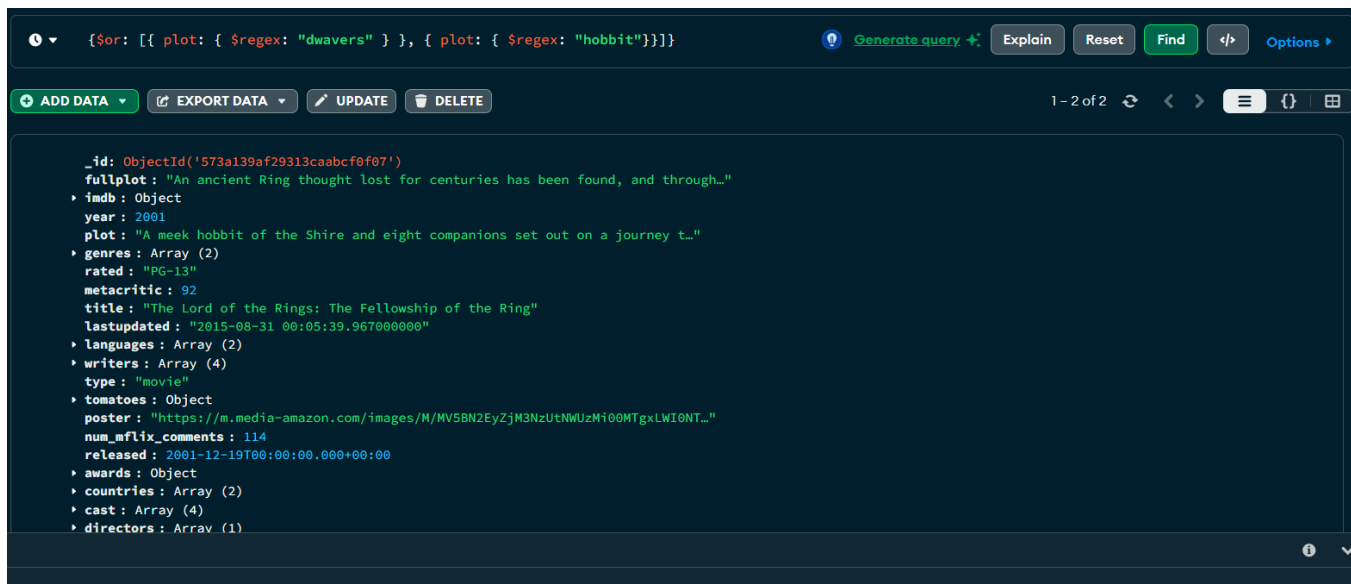 {$or: [{ plot: { $regex: "dwavers" } }, { plot: { $regex: "hobbit"}}]} Generate query Explain Reset Find </> Options
ADD DATA EXPORT DATA UPDATE DELETE 1 – 2 of 2 {}
_id: ObjectId('573a139af29313caabcf0f07')
fullplot : "An ancient Ring thought lost for centuries has been found, and through…"
imdb : Object
year : 2001
plot : "A meek hobbit of the Shire and eight companions set out on a journey t…"
genres : Array (2)
rated : "PG-13"
metacritic : 92
title : "The Lord of the Rings: The Fellowship of the Ring"
lastupdated : "2015-08-31 00:05:39.967000000"
languages : Array (2)
writers : Array (4)
type : "movie"
tomatoes : Object
poster : "https://m.media-amazon.com/images/M/MV5BN2EyZjM3NzUtNWUzMi00MTgxLWI0NT…"
num_mflix_comments : 114
released : 2001-12-19T00:00:00.000+00:00
awards : Object
countries : Array (2)
cast : Array (4)
directors : Array (1)